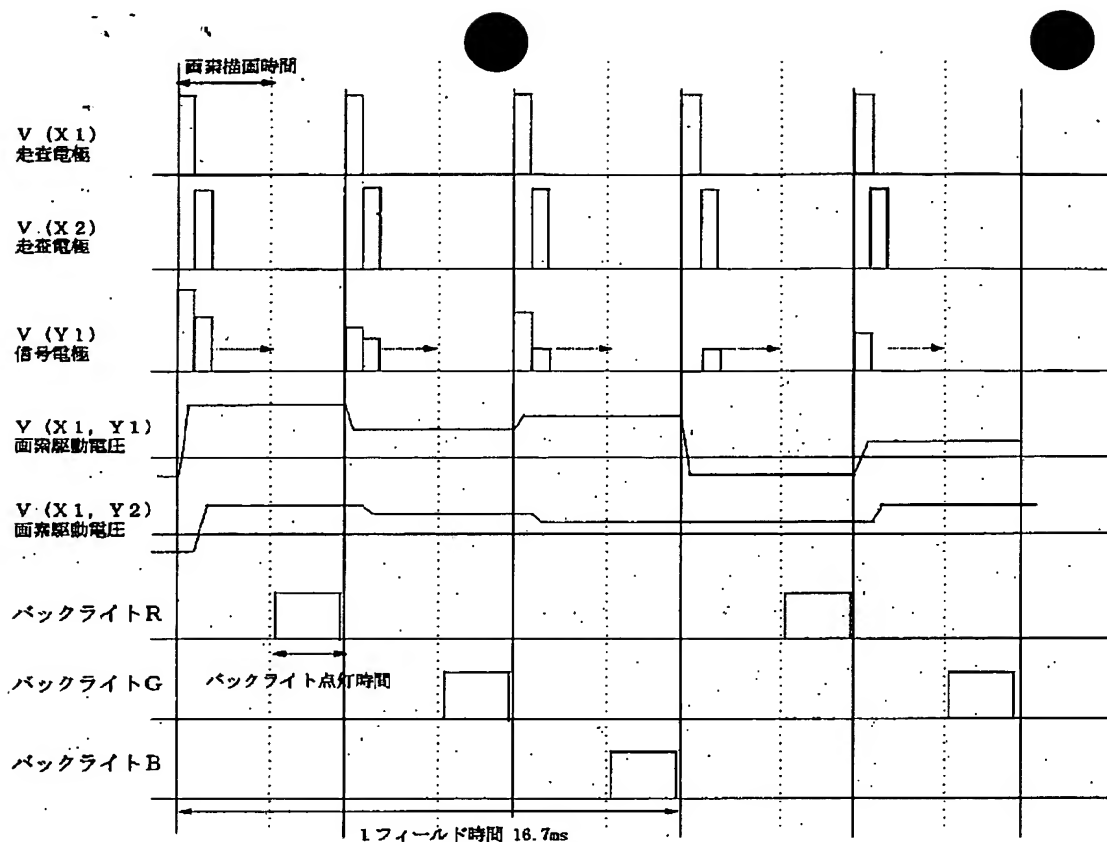 画素描画時間
V (X1)
走査電極
V (X2)
走査電極
V (Y1)
信号電極
V (X1, Y1)
画素駆動電圧
V (X1, Y2)
画素駆動電圧
バックライトR
バックライト点灯時間
バックライトG
バックライトB
1フィールド時間 16.7ms